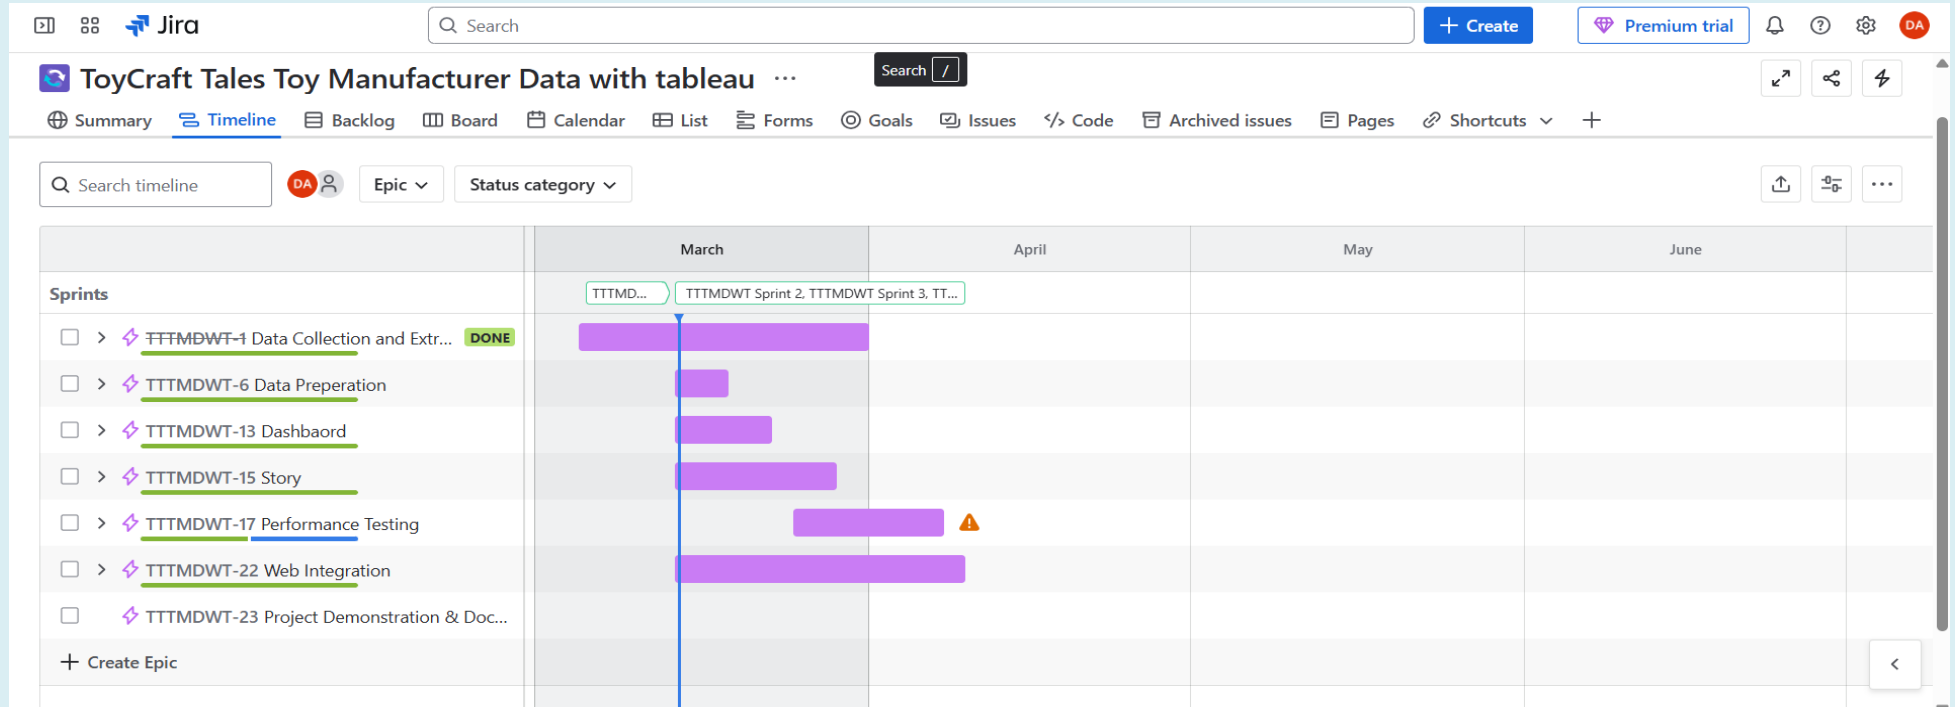 Jira
Search
Create
Premium trial
DA
ToyCraft Tales Toy Manufacturer Data with tableau ...
Search /
Summary Timeline Backlog Board Calendar List Forms Goals Issues Code Archived issues Pages Shortcuts
Search timeline
DA
Epic
Status category
March April May June
Sprints
TTTMD...
TTTMDWT Sprint 2, TTTMDWT Sprint 3, TT...
TTTMDWT-1 Data Collection and Extr... DONE
TTTMDWT-6 Data Preperation
TTTMDWT-13 Dashbaord
TTTMDWT-15 Story
TTTMDWT-17 Performance Testing
TTTMDWT-22 Web Integration
TTTMDWT-23 Project Demonstration & Doc...
Create Epic